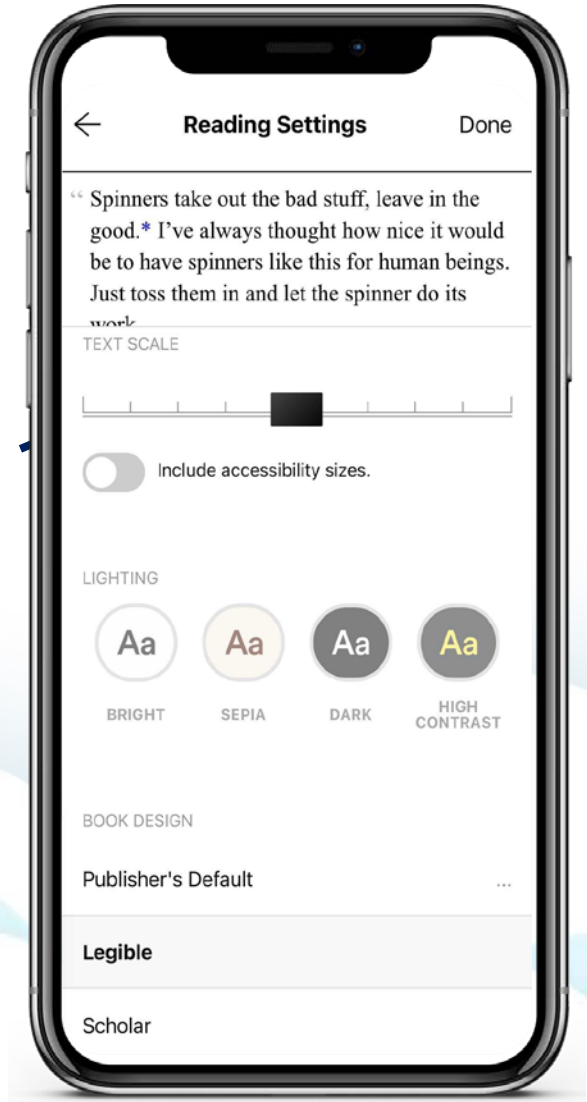 Reading Settings Done
“ Spinners take out the bad stuff, leave in the
good.* I’ve always thought how nice it would
be to have spinners like this for human beings.
Just toss them in and let the spinner do its
work
TEXT SCALE
Include accessibility sizes.
LIGHTING
Aa Aa Aa Aa
BRIGHT SEPIA DARK HIGH
CONTRAST
BOOK DESIGN
Publisher's Default ...
Legible
Scholar